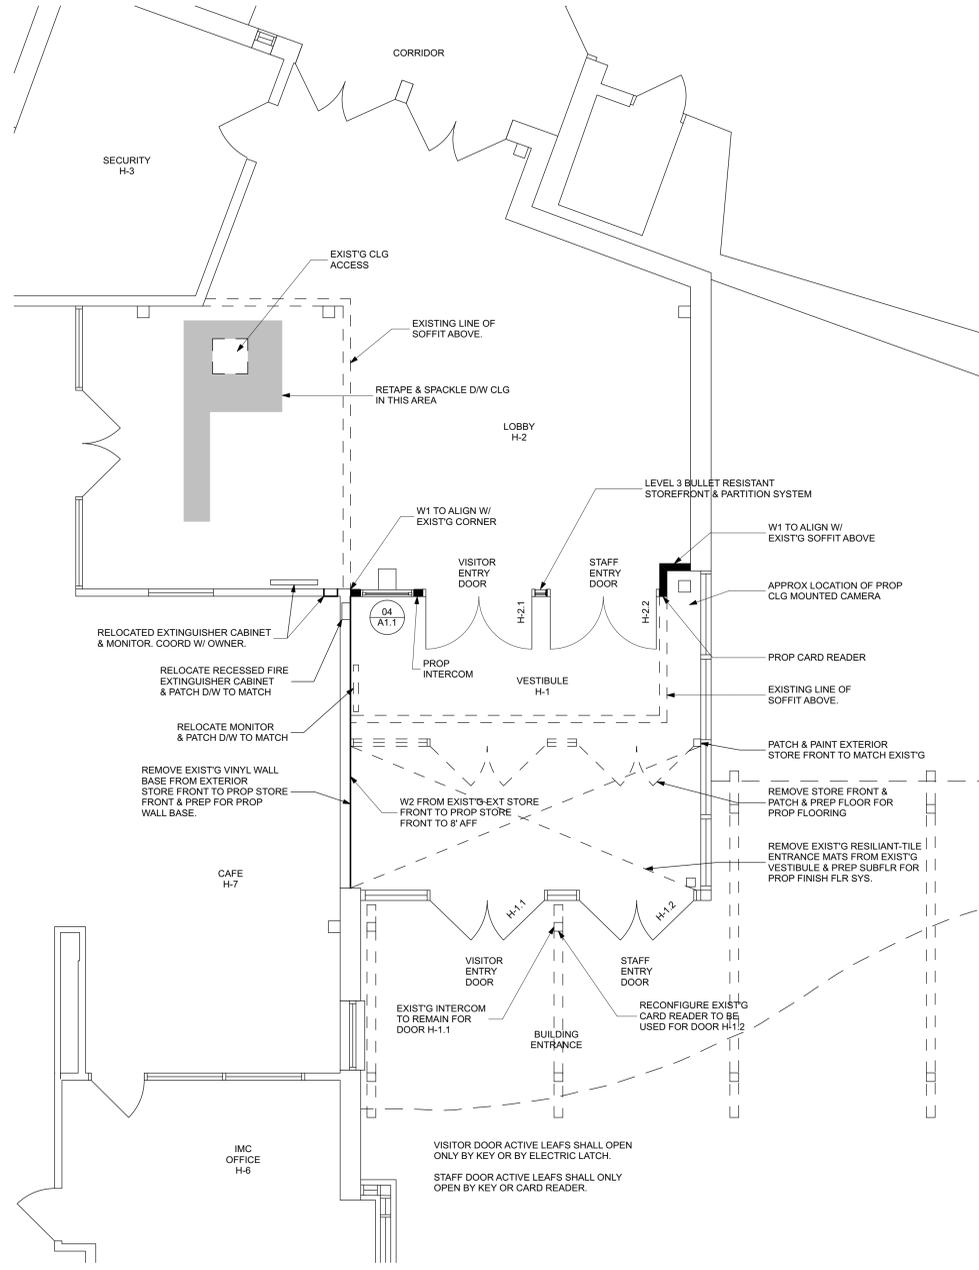 CORRIDOR
SECURITY
H-3
EXIST'G CLG
ACCESS
EXISTING LINE OF
SOFFIT ABOVE.
RETAPE & SPACKLE D/W CLG
IN THIS AREA
LOBBY
H-2
LEVEL 3 BULLET RESISTANT
STOREFRONT & PARTITION SYSTEM
W1 TO ALIGN W/
EXIST'G CORNER
W1 TO ALIGN W/
EXIST'G SOFFIT ABOVE
VISITOR
ENTRY
DOOR
STAFF
ENTRY
DOOR
APPROX LOCATION OF PROP
CLG MOUNTED CAMERA
04
A1.1
H-2.1
H-2.2
RELOCATED EXTINGUISHER CABINET
& MONITOR. COORD W/ OWNER.
PROP
INTERCOM
PROP CARD READER
RELOCATE RECESSED FIRE
EXTINGUISHER CABINET
& PATCH D/W TO MATCH
VESTIBULE
H-1
EXISTING LINE OF
SOFFIT ABOVE.
RELOCATE MONITOR
& PATCH D/W TO MATCH
PATCH & PAINT EXTERIOR
STORE FRONT TO MATCH EXIST'G
REMOVE EXIST'G VINYL WALL
BASE FROM EXTERIOR
STORE FRONT TO PROP STORE
FRONT & PREP FOR PROP
WALL BASE.
W2 FROM EXIST'G EXT STORE
FRONT TO PROP STORE
FRONT TO 8' AFF
REMOVE STORE FRONT &
PATCH & PREP FLOOR FOR
PROP FLOORING
REMOVE EXIST'G RESILIANT-TILE
ENTRANCE MATS FROM EXIST'G
VESTIBULE & PREP SUBFLR FOR
PROP FINISH FLR SYS.
CAFE
H-7
H-1.1
H-1.2
VISITOR
ENTRY
DOOR
STAFF
ENTRY
DOOR
EXIST'G INTERCOM
TO REMAIN FOR
DOOR H-1.1
RECONFIGURE EXIST'G
CARD READER TO BE
USED FOR DOOR H-1.2
BUILDING
ENTRANCE
IMC
OFFICE
H-6
VISITOR DOOR ACTIVE LEAFS SHALL OPEN
ONLY BY KEY OR BY ELECTRIC LATCH.
STAFF DOOR ACTIVE LEAFS SHALL ONLY
OPEN BY KEY OR CARD READER.